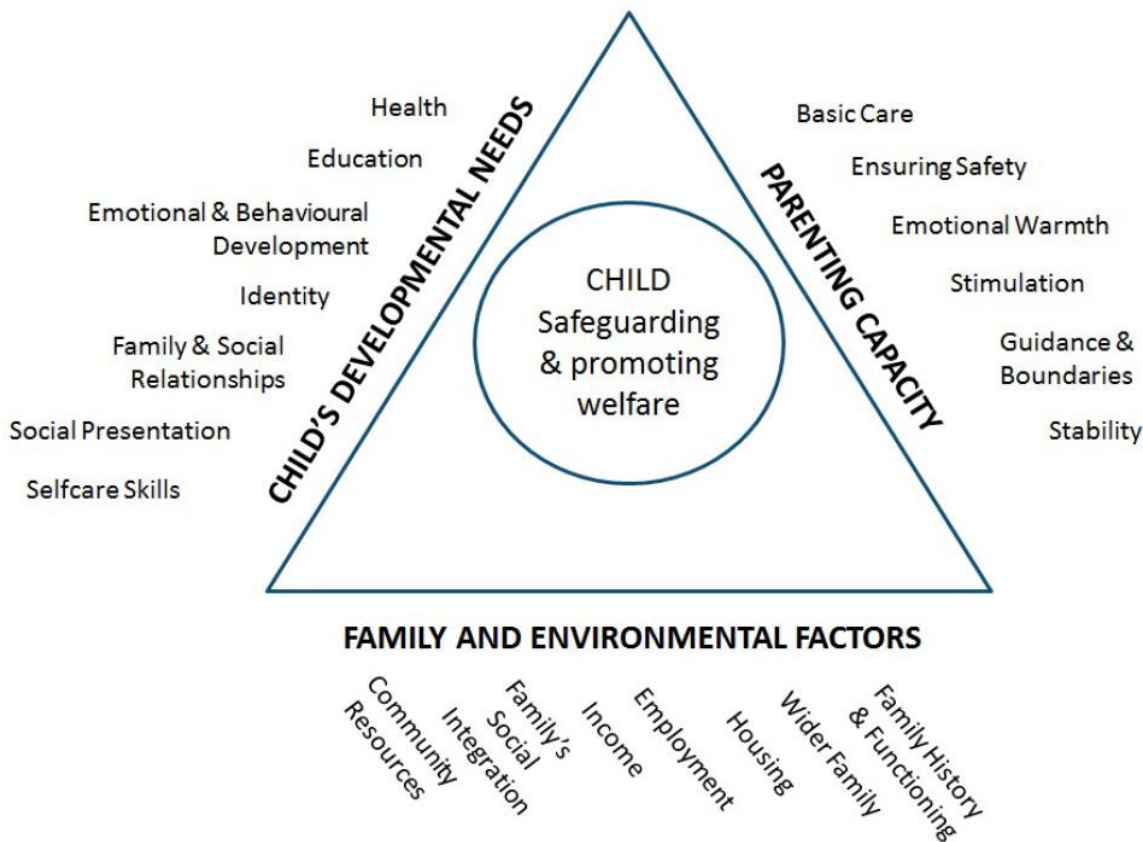 Health
Education
Emotional & Behavioural
Development
Identity
Family & Social
Relationships
Social Presentation
Selfcare Skills
CHILD'S DEVELOPMENTAL NEEDS
CHILD
Safeguarding
& promoting
welfare
PARENTING CAPACITY
Basic Care
Ensuring Safety
Emotional Warmth
Stimulation
Guidance &
Boundaries
Stability
FAMILY AND ENVIRONMENTAL FACTORS
Community
Resources
Family's
Social
Integration
Income
Employment
Housing
Wider Family
Family History
& Functioning